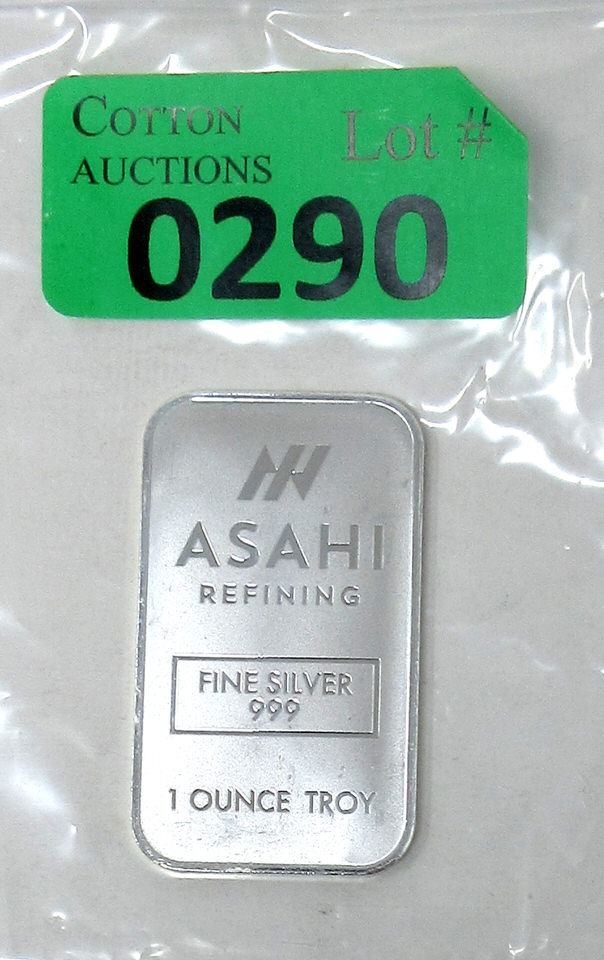 COTTON
AUCTIONS
Lot #
0290
ASAHI
REFINING
FINE SILVER
999
1 OUNCE TROY